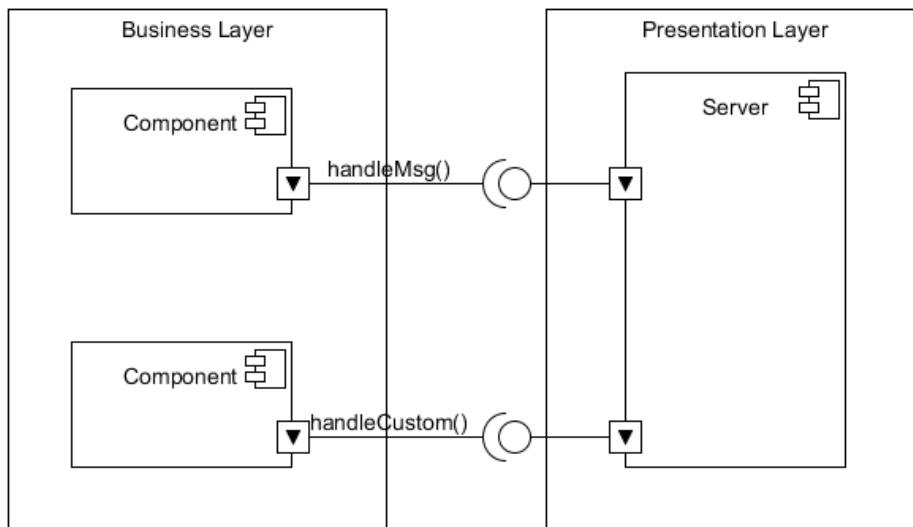 Business Layer
Presentation Layer
Component
Server
handleMsg()
Component
handleCustom()